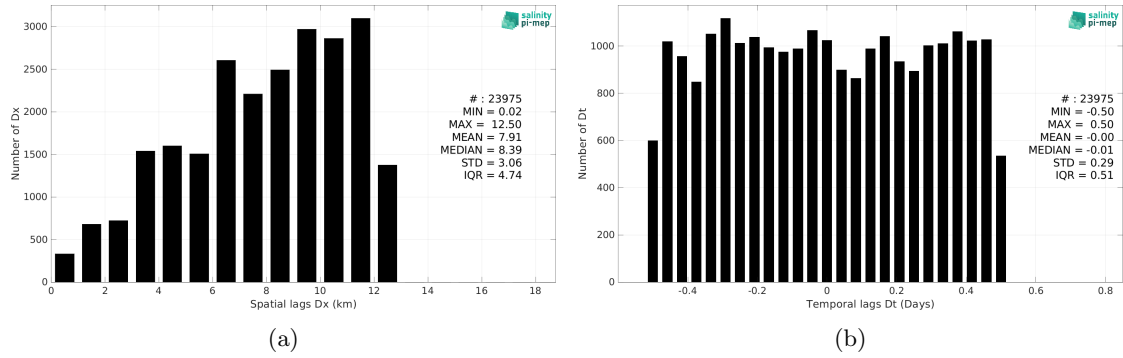 salinity
pi-mep
3000
2500
2000
1500
1000
500
0
Number of Dx
# : 23975
MIN = 0.02
MAX = 12.50
MEAN = 7.91
MEDIAN = 8.39
STD = 3.06
IQR = 4.74
0 2 4 6 8 10 12 14 16 18
Spatial lags Dx (km)
(a)
salinity
pi-mep
1000
800
600
400
200
0
Number of Dt
# : 23975
MIN = -0.50
MAX = 0.50
MEAN = -0.00
MEDIAN = -0.01
STD = 0.29
IQR = 0.51
-0.4 -0.2 0 0.2 0.4 0.6 0.8
Temporal lags Dt (Days)
(b)